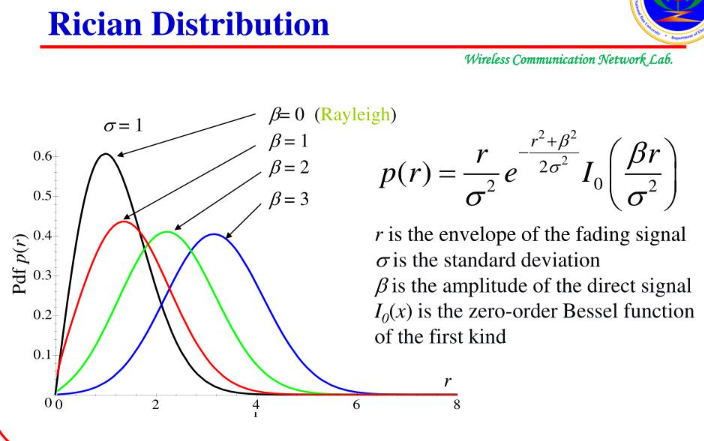 Rician Distribution
Wireless Communication Network Lab.
σ = 1
β = 0 (Rayleigh)
β = 1
β = 2
β = 3
p(r) = r/σ² e^(−(r²+β²)/(2σ²)) I₀(βr/σ²)
r is the envelope of the fading signal
σ is the standard deviation
β is the amplitude of the direct signal
I₀(x) is the zero-order Bessel function
of the first kind
Pdf p(r)
0.6
0.5
0.4
0.3
0.2
0.1
0 0 2 4 6 8
r